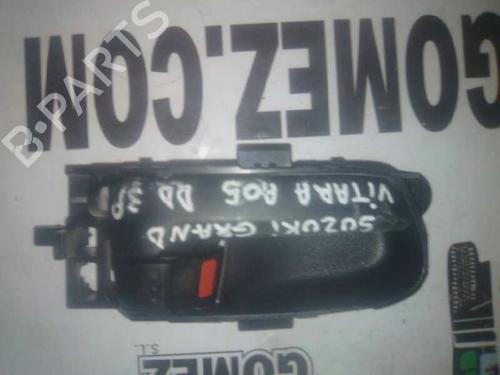 GOMEZ.COM
B-PARTS
SUZUKI GRAND
VITARA A05 DD 3P
GOMEZ
S.L.